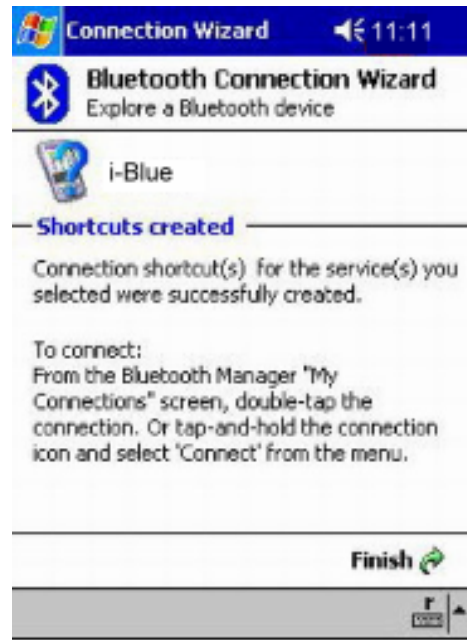 Connection Wizard 11:11
Bluetooth Connection Wizard
Explore a Bluetooth device
i-Blue
Shortcuts created
Connection shortcut(s) for the service(s) you
selected were successfully created.
To connect:
From the Bluetooth Manager "My
Connections" screen, double-tap the
connection. Or tap-and-hold the connection
icon and select 'Connect' from the menu.
Finish
r